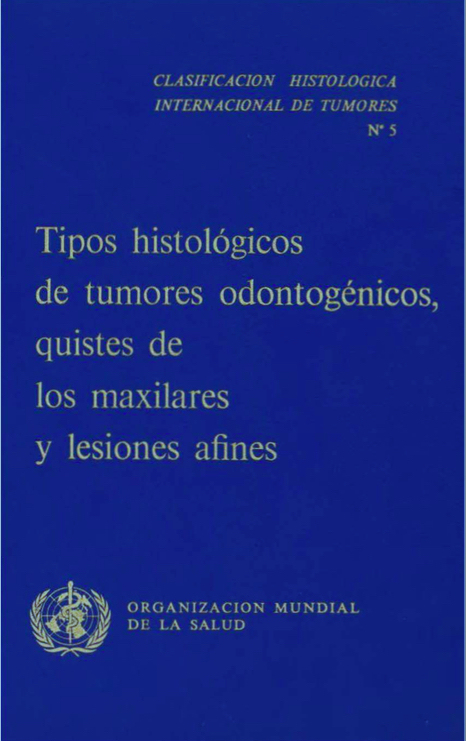 CLASIFICACION HISTOLOGICA
INTERNACIONAL DE TUMORES
Nº 5
Tipos histológicos
de tumores odontogénicos,
quistes de
los maxilares
y lesiones afines
ORGANIZACION MUNDIAL
DE LA SALUD